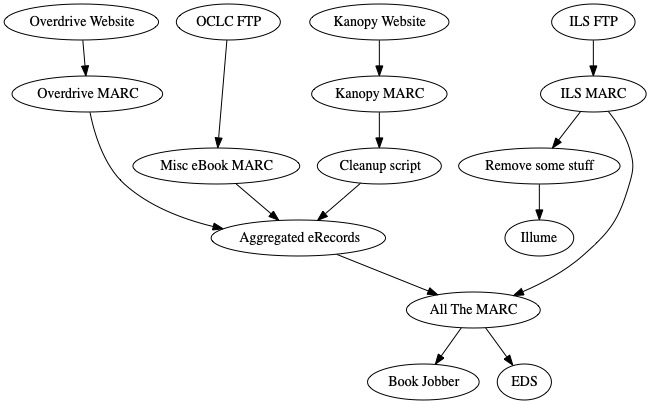 Overdrive Website
OCLC FTP
Kanopy Website
ILS FTP
Overdrive MARC
Kanopy MARC
ILS MARC
Misc eBook MARC
Cleanup script
Remove some stuff
Aggregated eRecords
Illume
All The MARC
Book Jobber
EDS